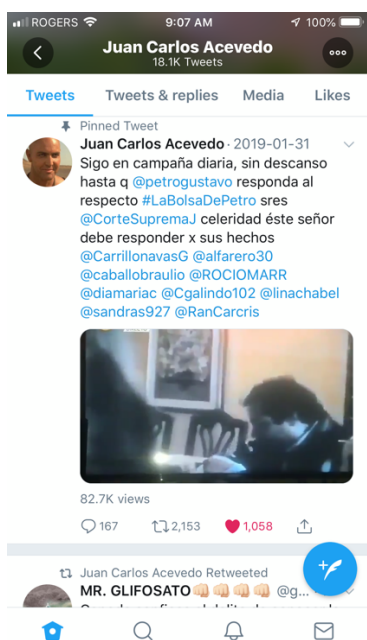 ROGERS 9:07 AM 100%
Juan Carlos Acevedo
18.1K Tweets
Tweets Tweets & replies Media Likes
Pinned Tweet
Juan Carlos Acevedo · 2019-01-31
Sigo en campaña diaria, sin descanso
hasta q @petrogustavo responda al
respecto #LaBolsaDePetro sres
@CorteSupremaJ celeridad éste señor
debe responder x sus hechos
@CarrillonavasG @alfarero30
@caballobraulio @ROCIOMARR
@diamariac @Cgalindo102 @linachabel
@sandras927 @RanCarcris
82.7K views
167 2,153 1,058
Juan Carlos Acevedo Retweeted
MR. GLIFOSATO👊🏼👊🏼👊🏼👊🏼 @g...